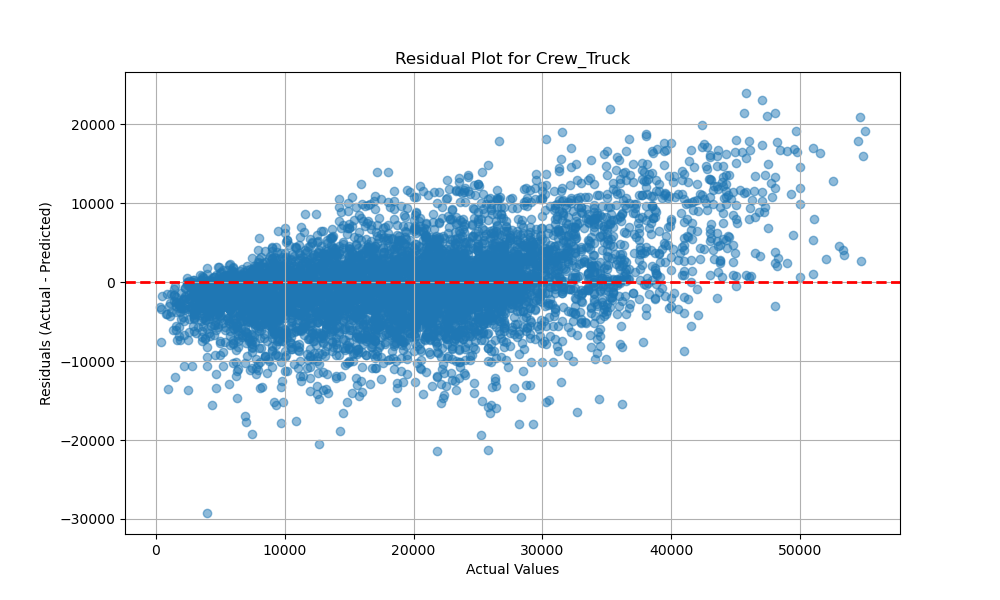 Residual Plot for Crew_Truck
Residuals (Actual - Predicted)
20000
10000
0
−10000
−20000
−30000
0 10000 20000 30000 40000 50000
Actual Values